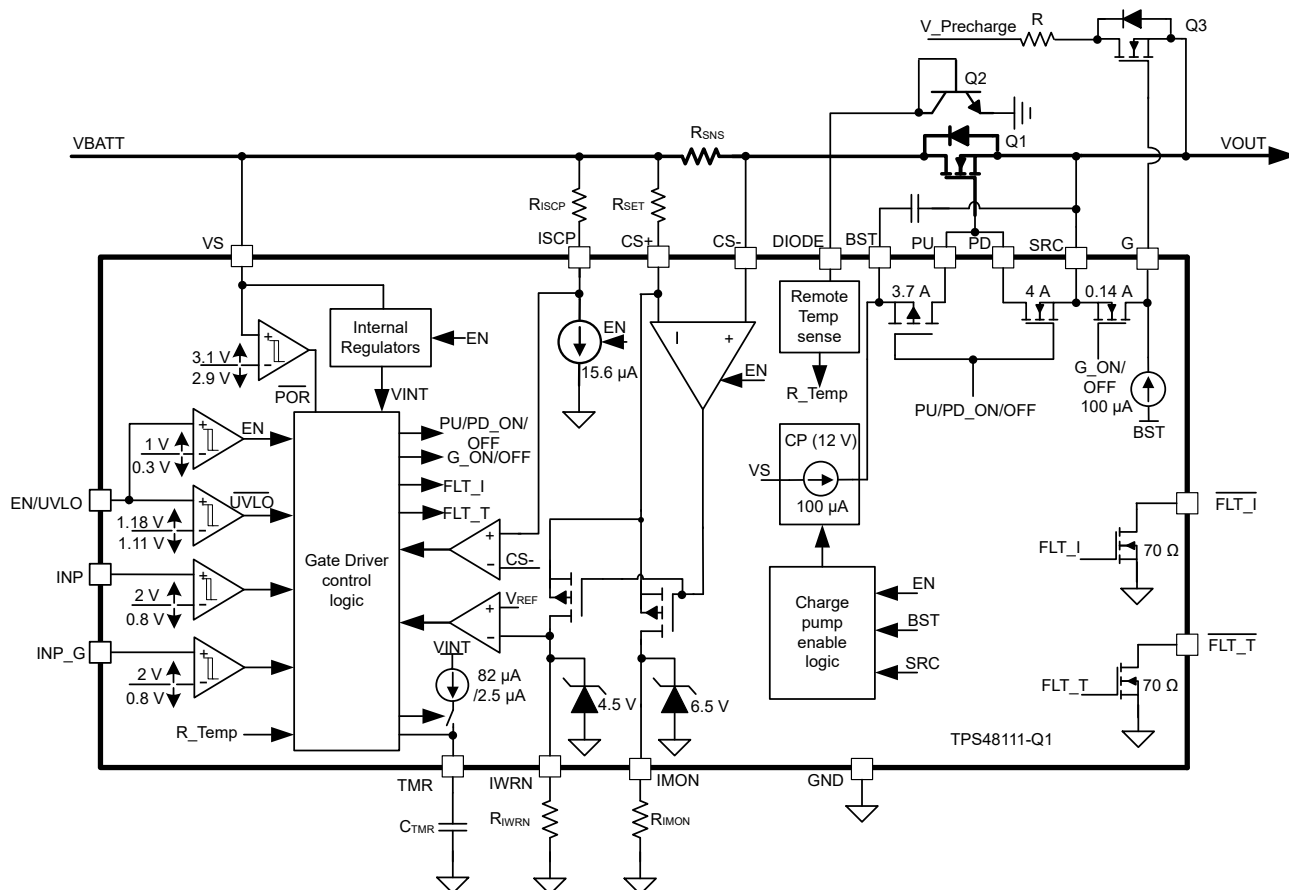 V_Precharge
R
Q3
Q2
VBATT
RSNS
Q1
VOUT
RISCP
RSET
VS
ISCP
CS+
CS-
DIODE
BST
PU
PD
SRC
G
3.7 A
4 A
0.14 A
Remote
Temp
sense
Internal
Regulators
EN
EN
15.6 µA
I
+
EN
3.1 V
2.9 V
+
−
POR
VINT
R_Temp
PU/PD_ON/OFF
G_ON/
OFF
100 µA
BST
EN
1 V
0.3 V
+
−
PU/PD_ON/
OFF
G_ON/OFF
FLT_I
FLT_T
CP (12 V)
VS
100 µA
EN/UVLO
UVLO
1.18 V
1.11 V
+
−
FLT_I
FLT_I
70 Ω
Gate Driver
control
logic
+
−
CS-
INP
2 V
0.8 V
+
−
VREF
+
−
Charge
pump
enable
logic
EN
BST
SRC
INP_G
2 V
0.8 V
+
−
VINT
82 µA
/2.5 µA
4.5 V
6.5 V
FLT_T
FLT_T
70 Ω
R_Temp
TPS48111-Q1
TMR
IWRN
IMON
GND
CTMR
RIWRN
RIMON